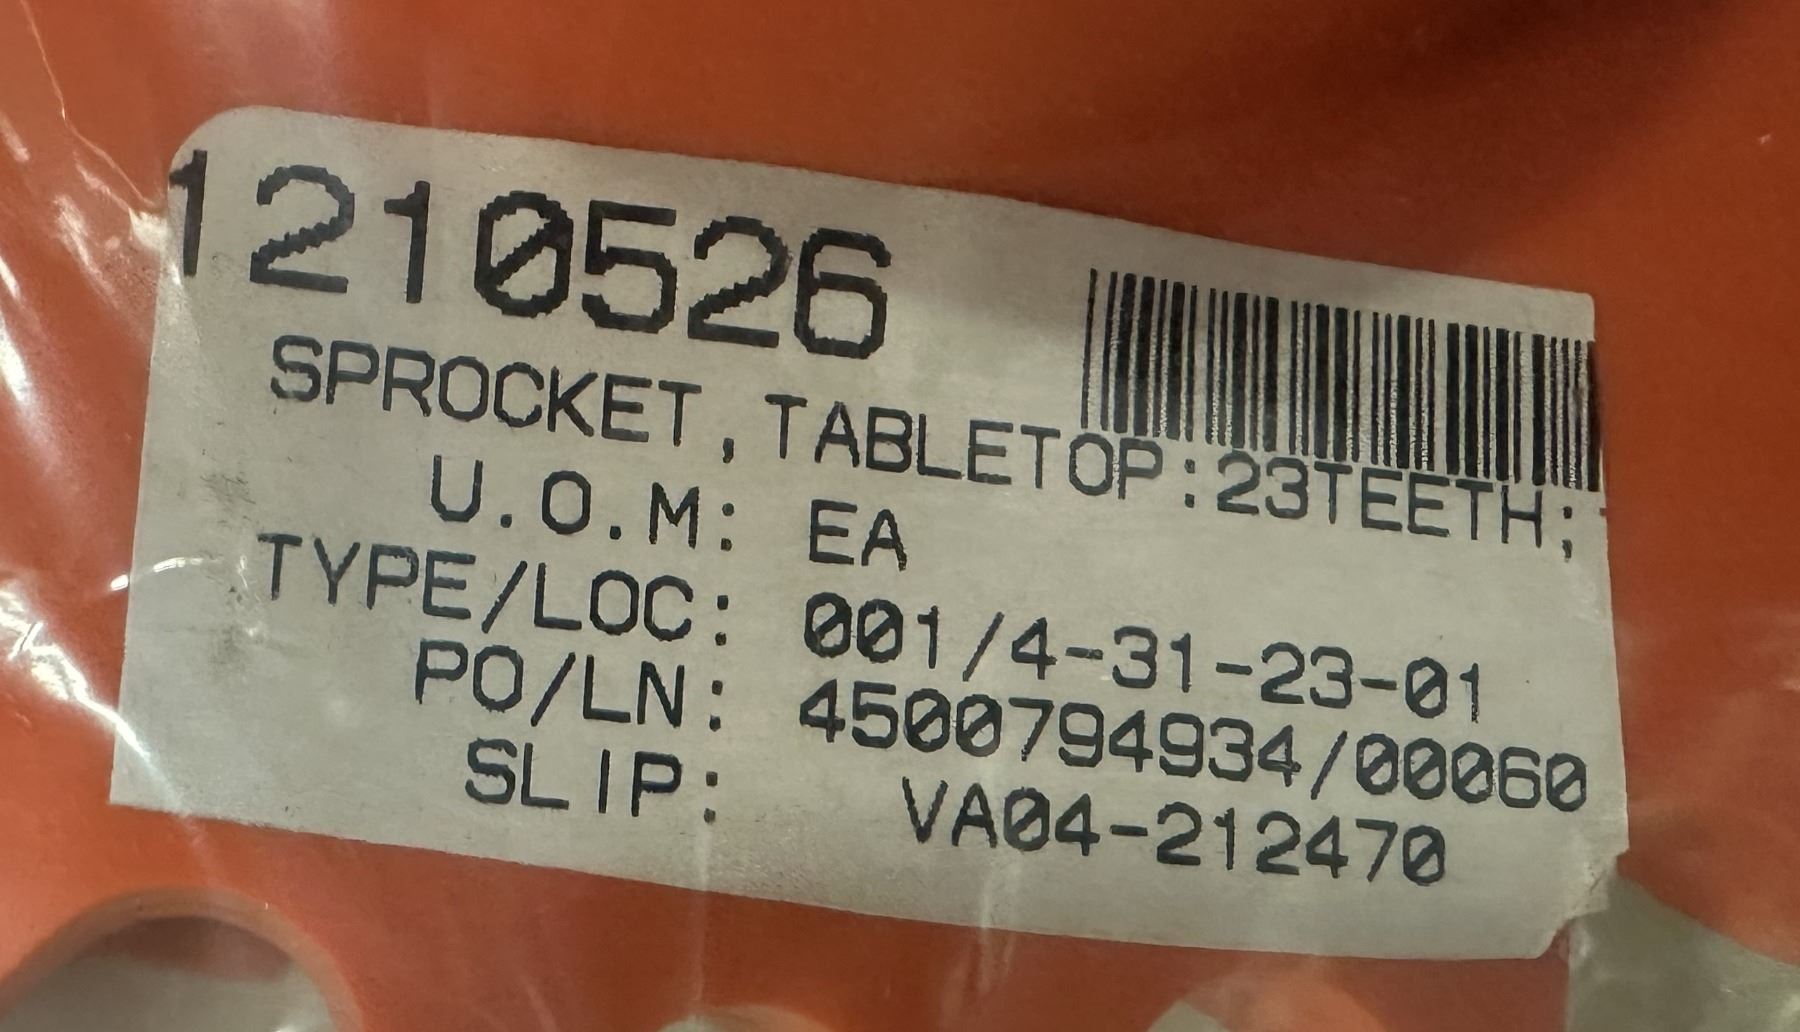 1210526
SPROCKET,TABLETOP:23TEETH;
U.O.M: EA
TYPE/LOC: 001/4-31-23-01
PO/LN: 4500794934/00060
SLIP: VA04-212470